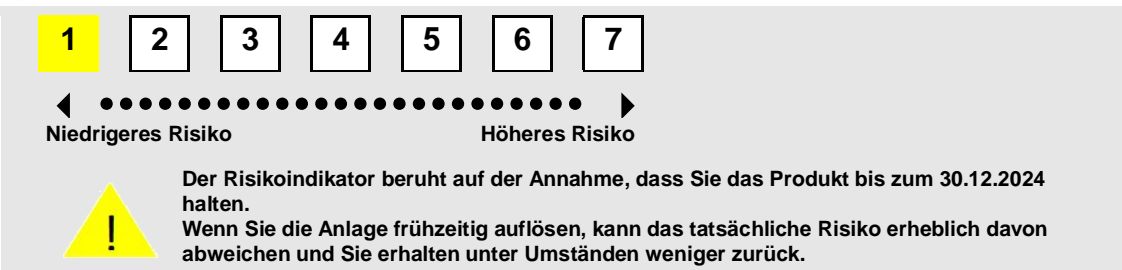 1 2 3 4 5 6 7
Niedrigeres Risiko Höheres Risiko
Der Risikoindikator beruht auf der Annahme, dass Sie das Produkt bis zum 30.12.2024
halten.
Wenn Sie die Anlage frühzeitig auflösen, kann das tatsächliche Risiko erheblich davon
abweichen und Sie erhalten unter Umständen weniger zurück.
!